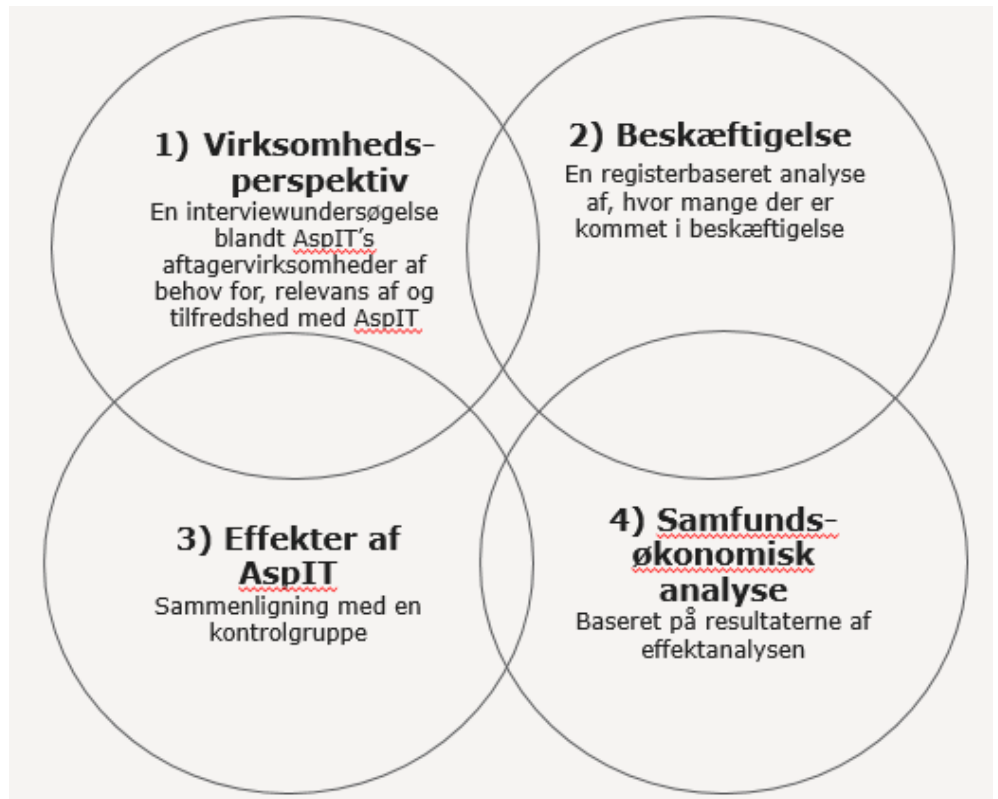 1) Virksomheds-
perspektiv
En interviewundersøgelse
blandt AspIT's
aftagervirksomheder af
behov for, relevans af og
tilfredshed med AspIT
2) Beskæftigelse
En registerbaseret analyse
af, hvor mange der er
kommet i beskæftigelse
3) Effekter af
AspIT
Sammenligning med en
kontrolgruppe
4) Samfunds-
økonomisk
analyse
Baseret på resultaterne af
effektanalysen